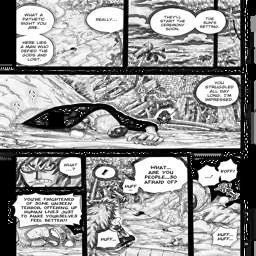 WHAT A
PATHETIC
SIGHT YOU
ARE.
HERE LIES
A MAN WHO
DEFIED THE
GODS AND
LOST.
REALLY...
THEY'LL
START THE
CEREMONY
SOON.
THE
SUN'S
SETTING.
YOU
STRUGGLED
ALL DAY
LONG. I'M
IMPRESSED.
WHAT
...?
YOU'RE FRIGHTENED
OF SOME UNSEEN
TERROR, OFFERING UP
HUMAN LIVES JUST
TO MAKE YOURSELVES
FEEL BETTER!!
!
WHAT...
ARE YOU
PEOPLE...SO
AFRAID OF?
HUFF
HUFF...
...!
KOFF!
HUFF...
HUFF...